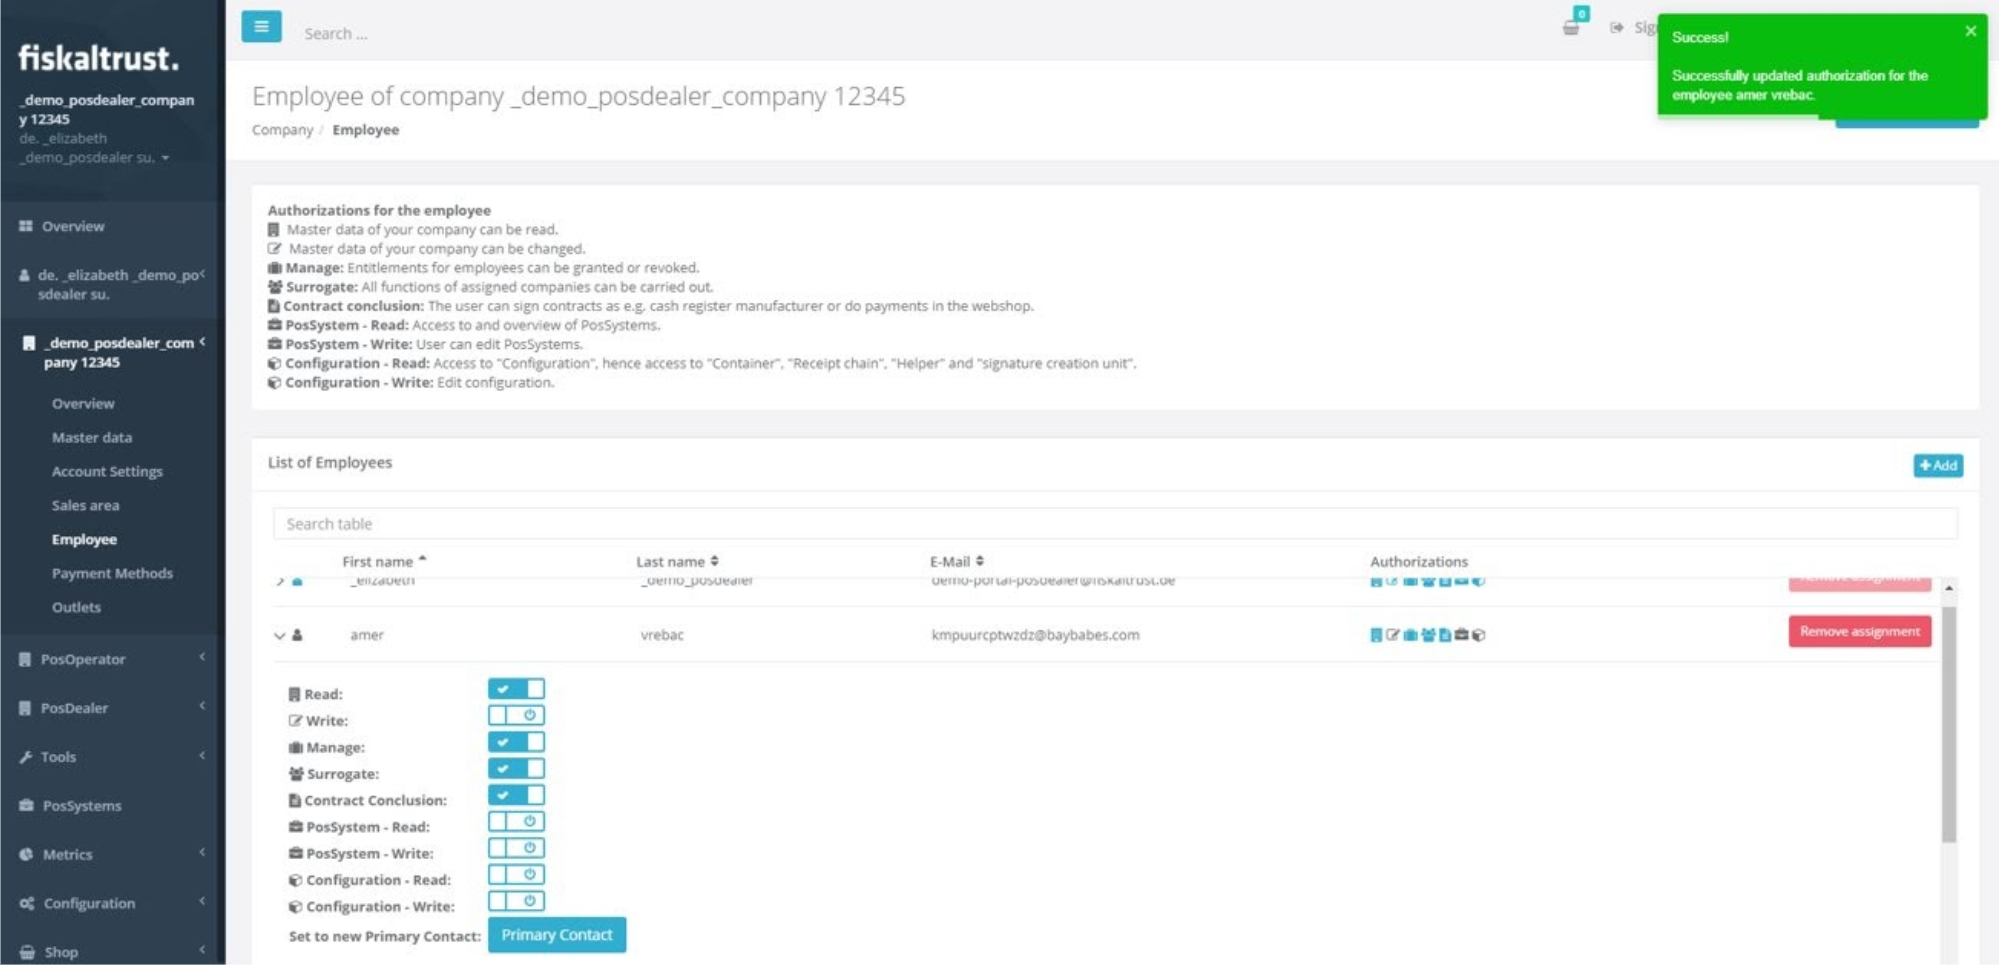 fiskaltrust.
_demo_posdealer_compan
y 12345
de. _elizabeth
_demo_posdealer su.
Overview
de. _elizabeth _demo_po
sdealer su.
_demo_posdealer_com
pany 12345
Overview
Master data
Account Settings
Sales area
Employee
Payment Methods
Outlets
PosOperator
PosDealer
Tools
PosSystems
Metrics
Configuration
Shop
Search ...
0
Success!
Successfully updated authorization for the
employee amer vrebac.
Employee of company _demo_posdealer_company 12345
Company / Employee
Authorizations for the employee
Master data of your company can be read.
Master data of your company can be changed.
Manage: Entitlements for employees can be granted or revoked.
Surrogate: All functions of assigned companies can be carried out.
Contract conclusion: The user can sign contracts as e.g. cash register manufacturer or do payments in the webshop.
PosSystem - Read: Access to and overview of PosSystems.
PosSystem - Write: User can edit PosSystems.
Configuration - Read: Access to "Configuration", hence access to "Container", "Receipt chain", "Helper" and "signature creation unit".
Configuration - Write: Edit configuration.
List of Employees
+ Add
Search table
First name Last name E-Mail Authorizations
_elizabeth _demo_posdealer demo-portal-posdealer@fiskaltrust.de Remove assignment
amer vrebac kmpuurcptwzdz@baybabes.com Remove assignment
Read:
Write:
Manage:
Surrogate:
Contract Conclusion:
PosSystem - Read:
PosSystem - Write:
Configuration - Read:
Configuration - Write:
Set to new Primary Contact: Primary Contact